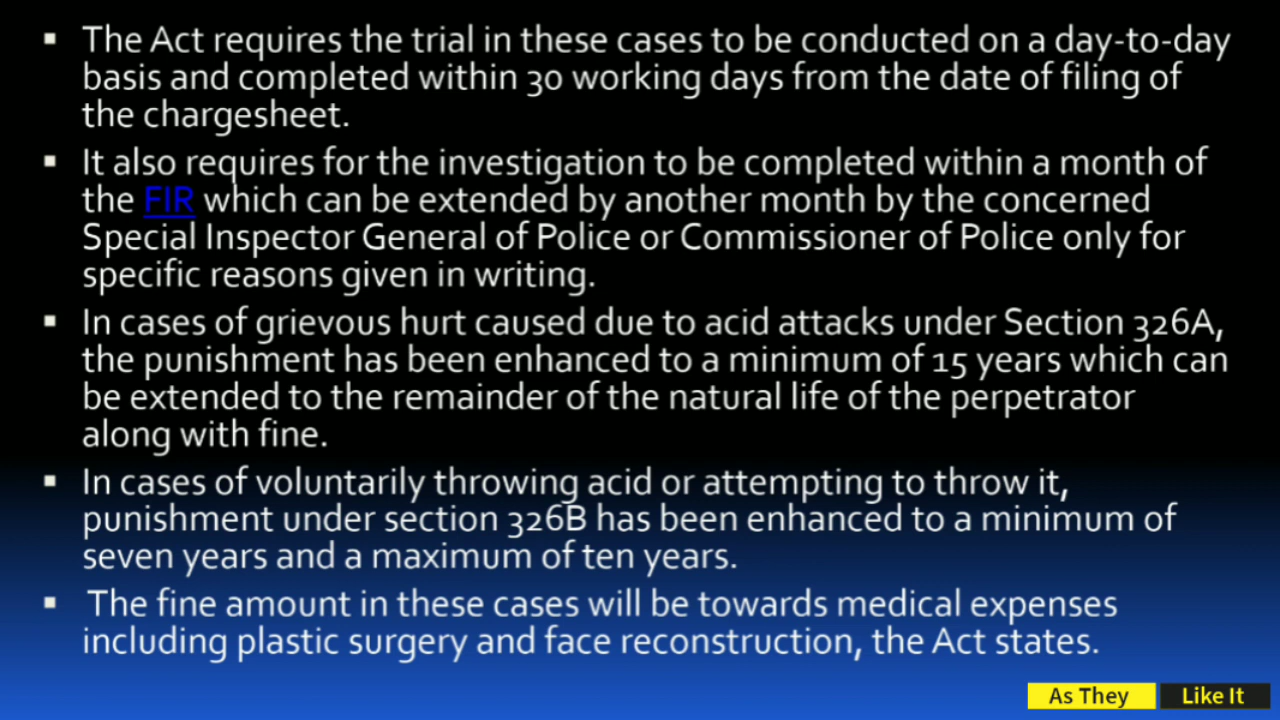 ▪ The Act requires the trial in these cases to be conducted on a day-to-day
basis and completed within 30 working days from the date of filing of
the chargesheet.
▪ It also requires for the investigation to be completed within a month of
the FIR which can be extended by another month by the concerned
Special Inspector General of Police or Commissioner of Police only for
specific reasons given in writing.
▪ In cases of grievous hurt caused due to acid attacks under Section 326A,
the punishment has been enhanced to a minimum of 15 years which can
be extended to the remainder of the natural life of the perpetrator
along with fine.
▪ In cases of voluntarily throwing acid or attempting to throw it,
punishment under section 326B has been enhanced to a minimum of
seven years and a maximum of ten years.
▪ The fine amount in these cases will be towards medical expenses
including plastic surgery and face reconstruction, the Act states.
As They Like It